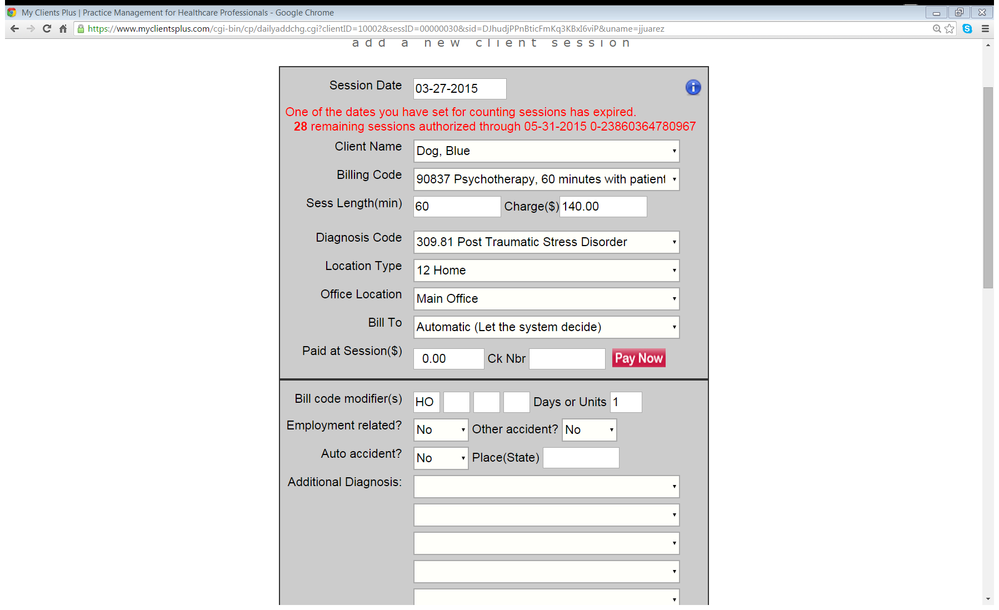 My Clients Plus | Practice Management for Healthcare Professionals - Google Chrome
https://www.myclientsplus.com/cgi-bin/cp/dailyaddchg.cgi?clientID=10002&sessID=00000030&sid=DJhudjPPnBticFmKq3KBxI6viP&uname=jjuarez
add a new client session
Session Date 03-27-2015
One of the dates you have set for counting sessions has expired.
28 remaining sessions authorized through 05-31-2015 0-23860364780967
Client Name Dog, Blue
Billing Code 90837 Psychotherapy, 60 minutes with patient
Sess Length(min) 60 Charge($) 140.00
Diagnosis Code 309.81 Post Traumatic Stress Disorder
Location Type 12 Home
Office Location Main Office
Bill To Automatic (Let the system decide)
Paid at Session($) 0.00 Ck Nbr Pay Now
Bill code modifier(s) HO Days or Units 1
Employment related? No Other accident? No
Auto accident? No Place(State)
Additional Diagnosis: